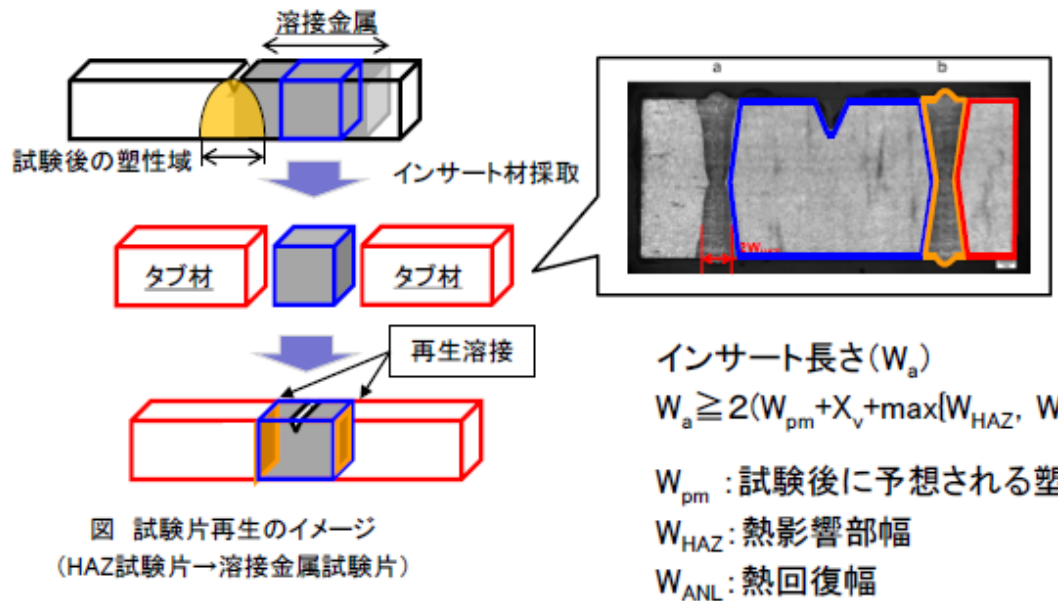 溶接金属
試験後の塑性域
インサート材採取
a
b
タブ材
タブ材
再生溶接
図 試験片再生のイメージ
(HAZ試験片→溶接金属試験片)
インサート長さ(Wa)
Wa≧2(Wpm+Xv+max{WHAZ, W
Wpm:試験後に予想される塑
WHAZ:熱影響部幅
WANL:熱回復幅